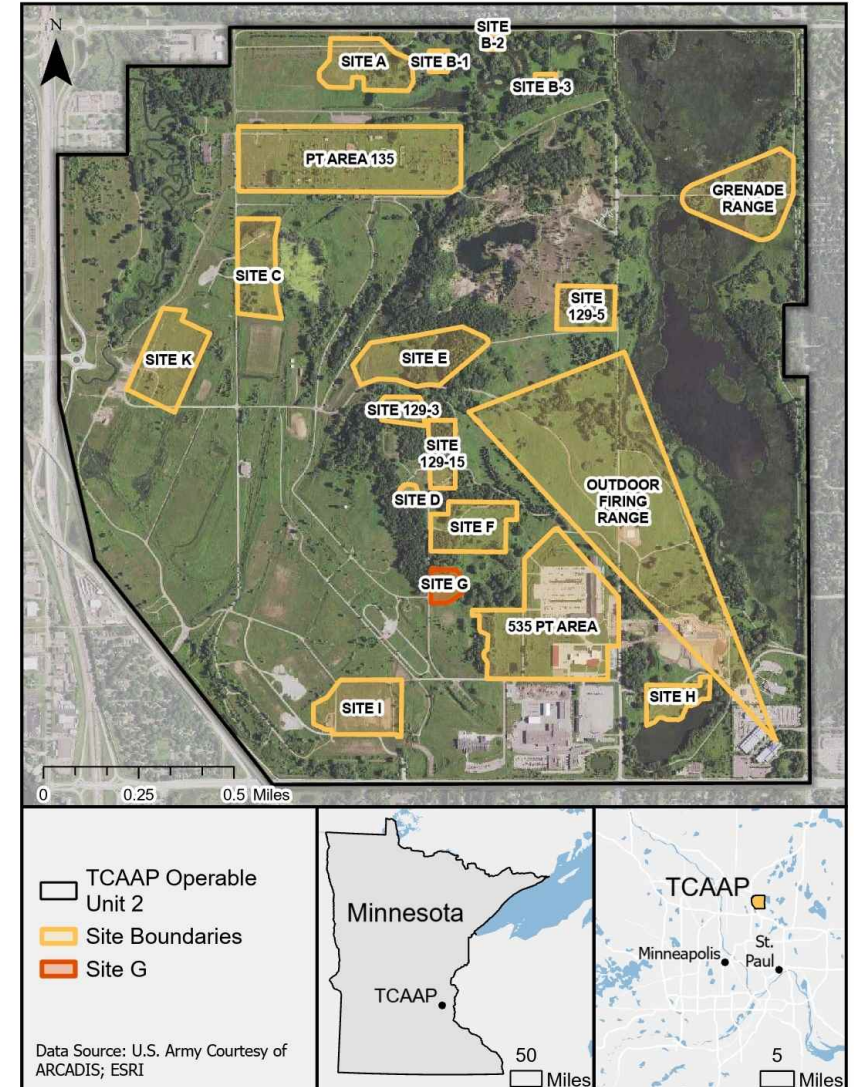 N
SITE
B-2
SITE A
SITE B-1
SITE B-3
PT AREA 135
GRENADE
RANGE
SITE C
SITE
129-5
SITE K
SITE E
SITE 129-3
SITE
129-15
SITE D
OUTDOOR
FIRING
RANGE
SITE F
SITE G
535 PT AREA
SITE I
SITE H
0 0.25 0.5 Miles
TCAAP Operable
Unit 2
Site Boundaries
Site G
Data Source: U.S. Army Courtesy of
ARCADIS; ESRI
Minnesota
TCAAP
50
Miles
TCAAP
Minneapolis
St.
Paul
5
Miles